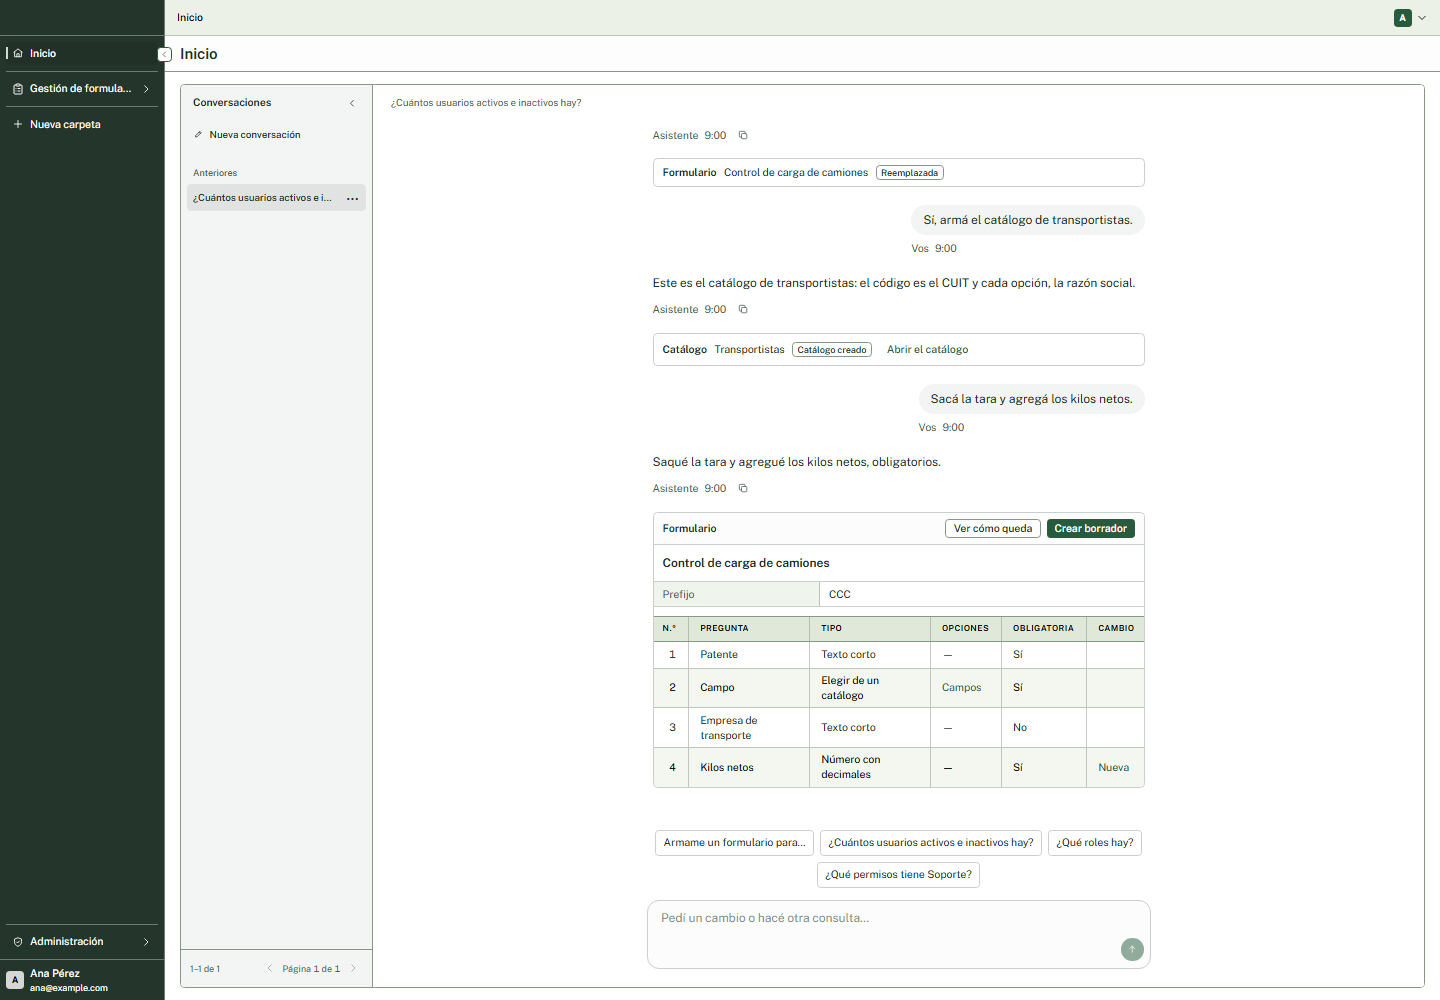 Inicio
A
Inicio
Inicio
Gestión de formula...
Nueva carpeta
Conversaciones
Nueva conversación
Anteriores
¿Cuántos usuarios activos e i...
1–1 de 1
Página 1 de 1
Administración
A
Ana Pérez
ana@example.com
¿Cuántos usuarios activos e inactivos hay?
Asistente 9:00
Formulario Control de carga de camiones Reemplazada
Sí, armá el catálogo de transportistas.
Vos 9:00
Este es el catálogo de transportistas: el código es el CUIT y cada opción, la razón social.
Asistente 9:00
Catálogo Transportistas Catálogo creado Abrir el catálogo
Sacá la tara y agregá los kilos netos.
Vos 9:00
Saqué la tara y agregué los kilos netos, obligatorios.
Asistente 9:00
Formulario Ver cómo queda Crear borrador
Control de carga de camiones
Prefijo CCC
N.º PREGUNTA TIPO OPCIONES OBLIGATORIA CAMBIO
1 Patente Texto corto — Sí
2 Campo Elegir de un catálogo Campos Sí
3 Empresa de transporte Texto corto — No
4 Kilos netos Número con decimales — Sí Nueva
Armame un formulario para... ¿Cuántos usuarios activos e inactivos hay? ¿Qué roles hay?
¿Qué permisos tiene Soporte?
Pedí un cambio o hacé otra consulta...